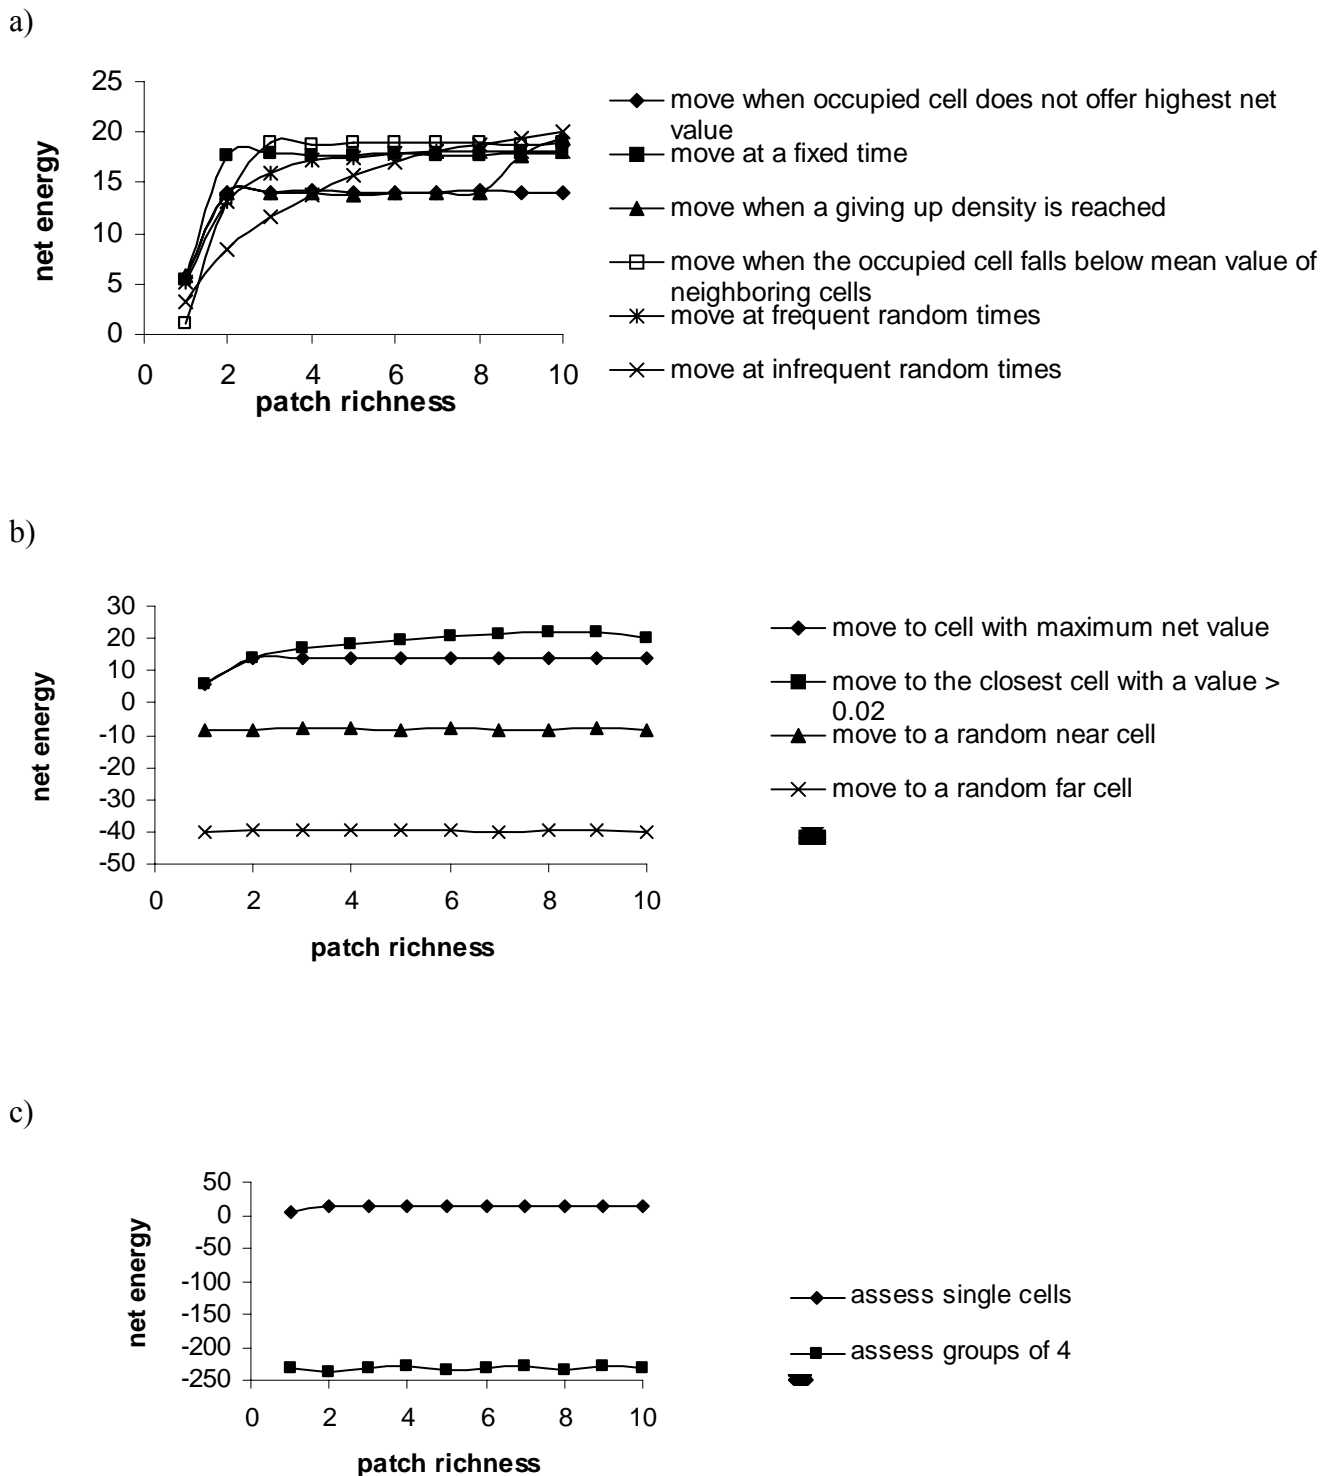 a)
25
20
15
10
5
0
0 2 4 6 8 10
net energy
patch richness
move when occupied cell does not offer highest net
value
move at a fixed time
move when a giving up density is reached
move when the occupied cell falls below mean value of
neighboring cells
move at frequent random times
move at infrequent random times
b)
30
20
10
0
-10
-20
-30
-40
-50
0 2 4 6 8 10
net energy
patch richness
move to cell with maximum net value
move to the closest cell with a value >
0.02
move to a random near cell
move to a random far cell
c)
50
0
-50
-100
-150
-200
-250
0 2 4 6 8 10
net energy
patch richness
assess single cells
assess groups of 4